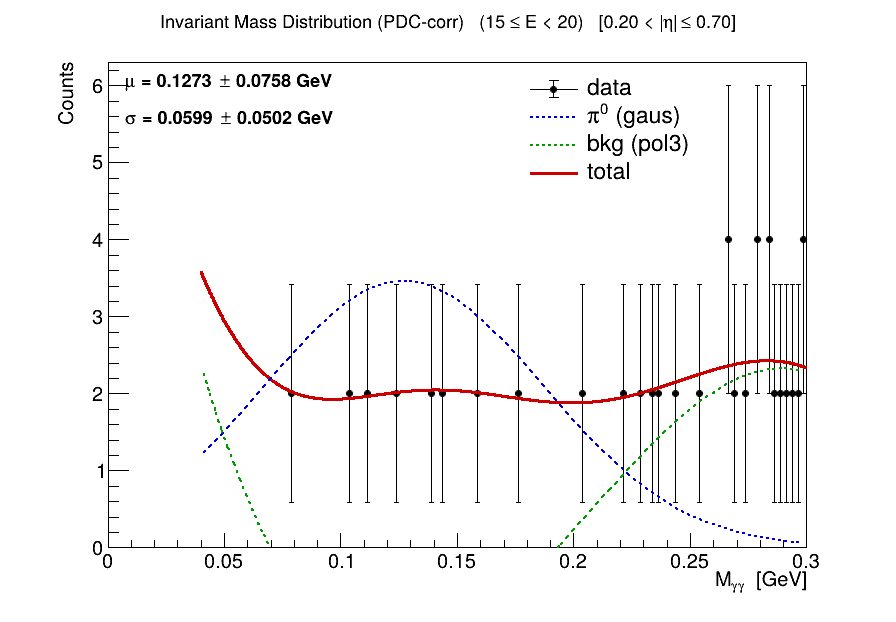 Invariant Mass Distribution (PDC-corr) (15 ≤ E < 20) [0.20 < |η| ≤ 0.70]
Counts
μ = 0.1273 ± 0.0758 GeV
σ = 0.0599 ± 0.0502 GeV
data
π⁰ (gaus)
bkg (pol3)
total
6
5
4
3
2
1
0
0 0.05 0.1 0.15 0.2 0.25 0.3
M_γγ [GeV]